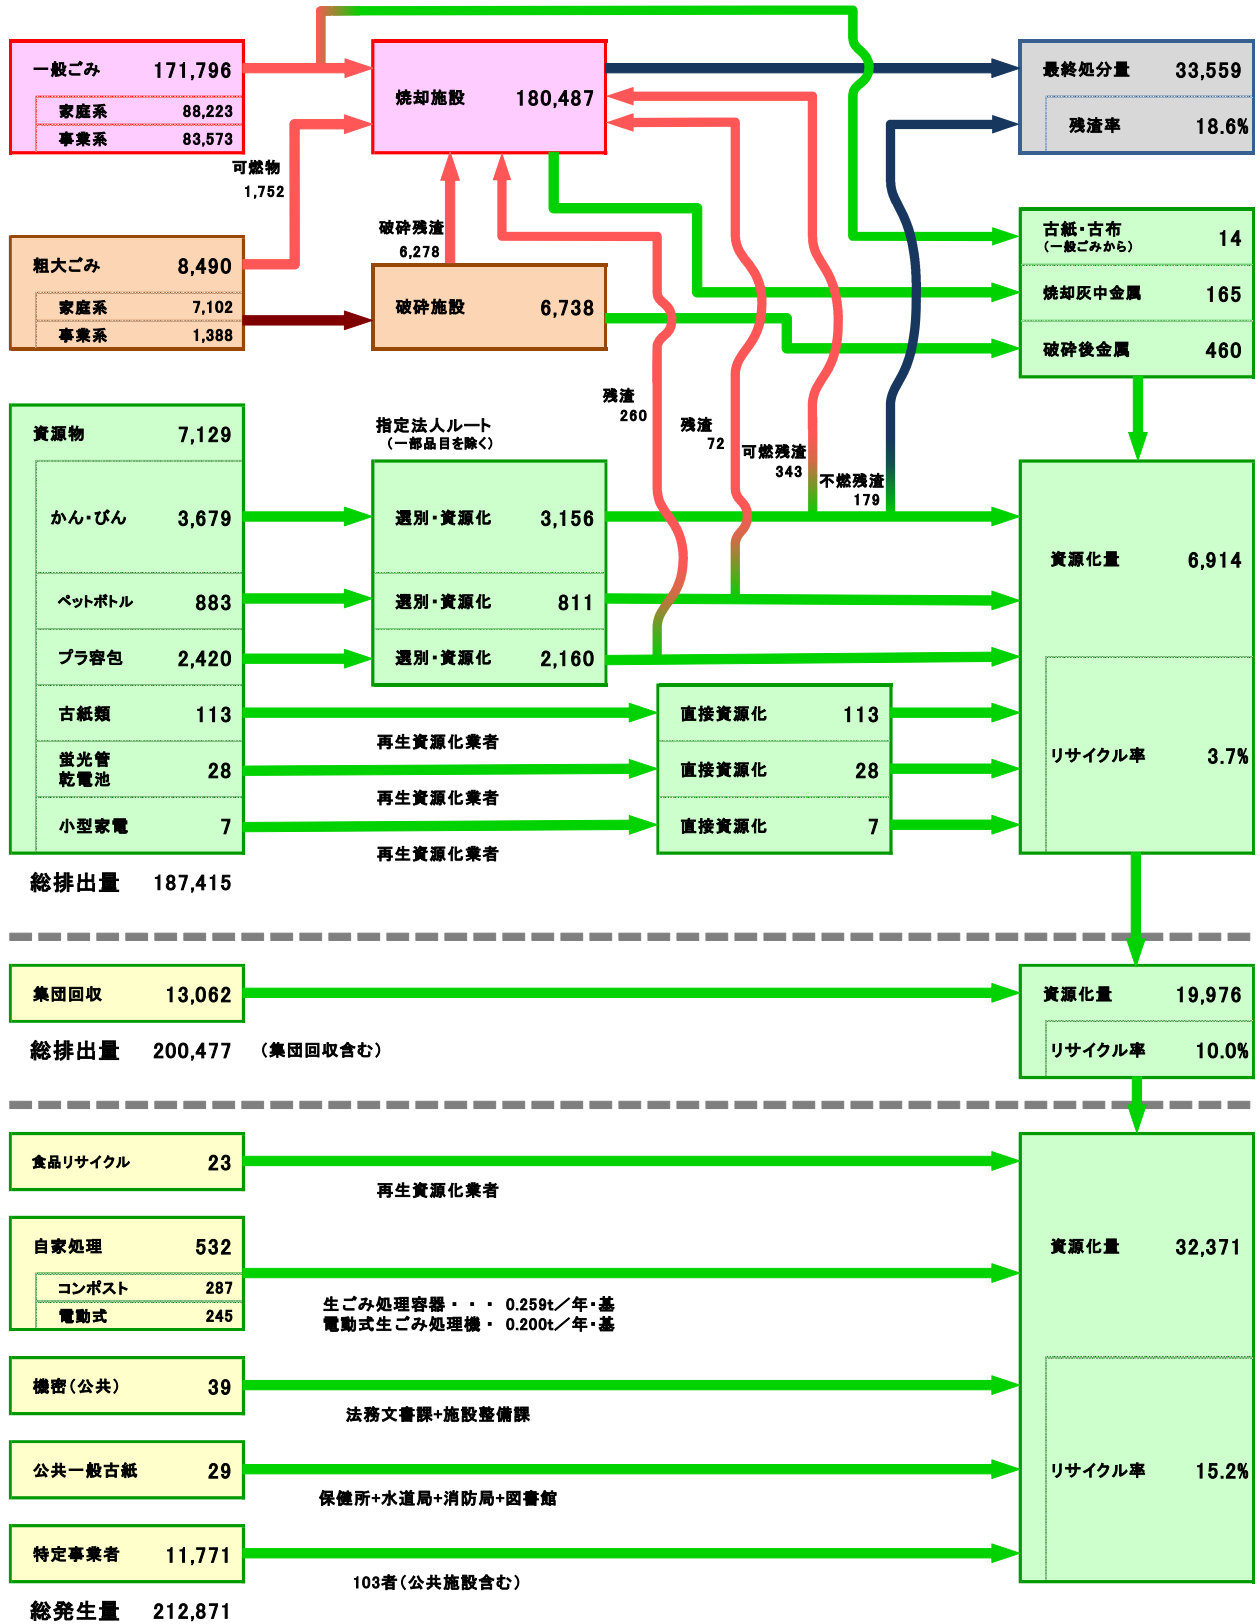 一般ごみ 171,796
家庭系 88,223
事業系 83,573
焼却施設 180,487
最終処分量 33,559
残渣率 18.6%
可燃物
1,752
粗大ごみ 8,490
家庭系 7,102
事業系 1,388
破砕残渣
6,278
破砕施設 6,738
古紙・古布 14
(一般ごみから)
焼却灰中金属 165
破砕後金属 460
残渣
260
残渣
72
可燃残渣
343
不燃残渣
179
資源物 7,129
指定法人ルート
(一部品目を除く)
かん・びん 3,679
選別・資源化 3,156
ペットボトル 883
選別・資源化 811
プラ容包 2,420
選別・資源化 2,160
資源化量 6,914
リサイクル率 3.7%
古紙類 113
再生資源化業者
直接資源化 113
蛍光管
乾電池 28
再生資源化業者
直接資源化 28
小型家電 7
再生資源化業者
直接資源化 7
総排出量 187,415
集団回収 13,062
資源化量 19,976
リサイクル率 10.0%
総排出量 200,477 (集団回収含む)
食品リサイクル 23
再生資源化業者
自家処理 532
コンポスト 287
電動式 245
生ごみ処理容器・・・ 0.259t/年・基
電動式生ごみ処理機・ 0.200t/年・基
資源化量 32,371
機密(公共) 39
法務文書課+施設整備課
公共一般古紙 29
保健所+水道局+消防局+図書館
リサイクル率 15.2%
特定事業者 11,771
103者(公共施設含む)
総発生量 212,871